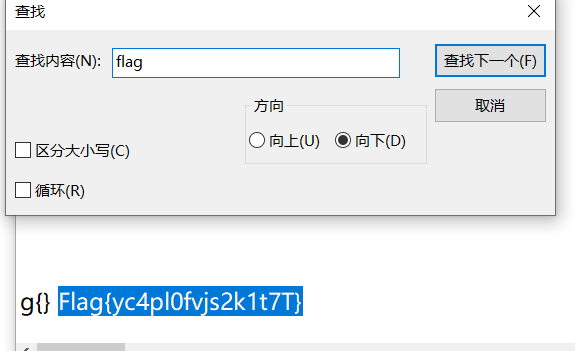 查找
查找内容(N): flag 查找下一个(F)
方向 取消
向上(U) 向下(D)
区分大小写(C)
循环(R)
g{} Flag{yc4pl0fvjs2k1t7T}